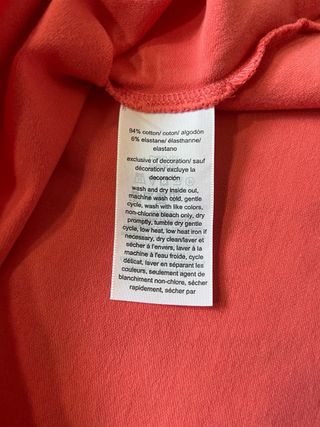 94% cotton/coton/algodón
6% elastane/élasthanne/
elastano
exclusive of decoration/sauf
décoration/excluye la
decoración
wash and dry inside out,
machine wash cold, gentle
cycle, wash with like colors,
non-chlorine bleach only, dry
promptly, tumble dry gentle
cycle, low heat, low heat iron if
necessary, dry clean/laver et
sécher à l'envers, laver à la
machine à l'eau froide, cycle
délicat, laver en séparant les
couleurs, seulement agent de
blanchiment non-chlore, sécher
rapidement, sécher par